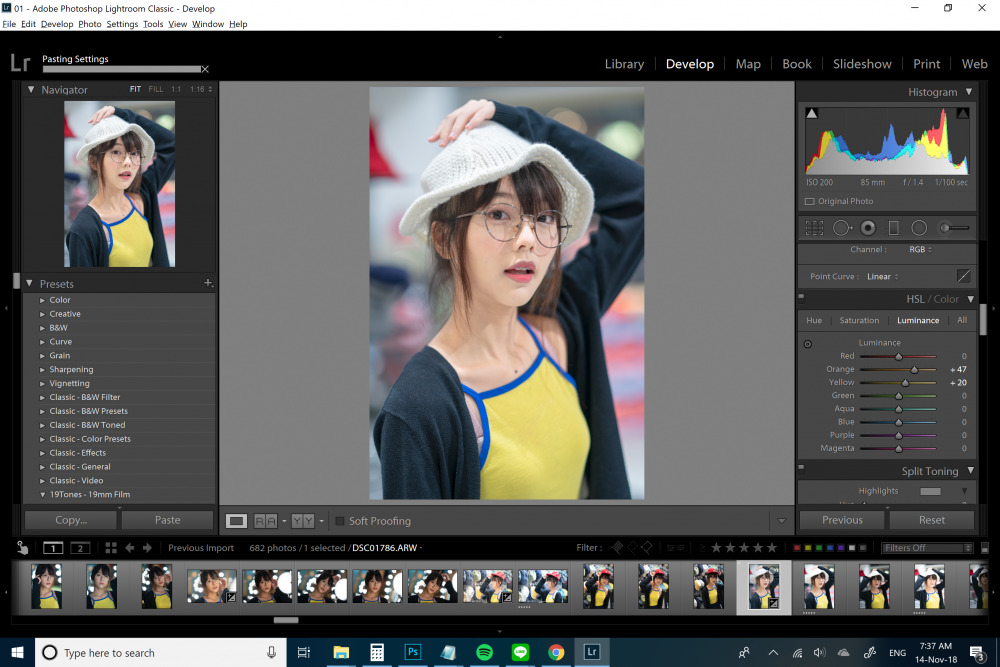 01 - Adobe Photoshop Lightroom Classic - Develop
File Edit Develop Photo Settings Tools View Window Help
Lr Pasting Settings
Library Develop Map Book Slideshow Print Web
Navigator FIT FILL 1:1 1:16
Histogram
ISO 200 85 mm f / 1.4 1/100 sec
Original Photo
Channel : RGB
Point Curve : Linear
HSL / Color
Hue Saturation Luminance All
Luminance
Red 0
Orange + 47
Yellow + 20
Green 0
Aqua 0
Blue 0
Purple 0
Magenta 0
Split Toning
Highlights
Presets
Color
Creative
B&W
Curve
Grain
Sharpening
Vignetting
Classic - B&W Filter
Classic - B&W Presets
Classic - B&W Toned
Classic - Color Presets
Classic - Effects
Classic - General
Classic - Video
19Tones - 19mm Film
Copy... Paste
R A Y Y Soft Proofing
Previous Reset
1 2 Previous Import 682 photos / 1 selected / DSC01786.ARW
Filter : Filters Off
Type here to search
Ps Lr
LINE
ENG
7:37 AM
14-Nov-18
3